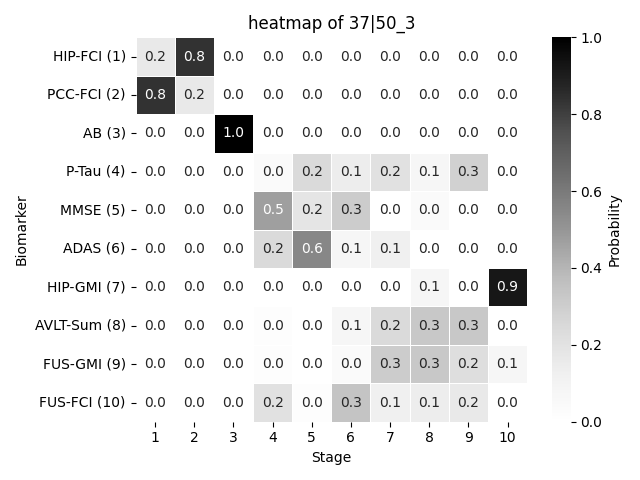 heatmap of 37|50_3
HIP-FCI (1) 0.2 0.8 0.0 0.0 0.0 0.0 0.0 0.0 0.0 0.0
PCC-FCI (2) 0.8 0.2 0.0 0.0 0.0 0.0 0.0 0.0 0.0 0.0
AB (3) 0.0 0.0 1.0 0.0 0.0 0.0 0.0 0.0 0.0 0.0
P-Tau (4) 0.0 0.0 0.0 0.0 0.2 0.1 0.2 0.1 0.3 0.0
MMSE (5) 0.0 0.0 0.0 0.5 0.2 0.3 0.0 0.0 0.0 0.0
ADAS (6) 0.0 0.0 0.0 0.2 0.6 0.1 0.1 0.0 0.0 0.0
HIP-GMI (7) 0.0 0.0 0.0 0.0 0.0 0.0 0.0 0.1 0.0 0.9
AVLT-Sum (8) 0.0 0.0 0.0 0.0 0.0 0.1 0.2 0.3 0.3 0.0
FUS-GMI (9) 0.0 0.0 0.0 0.0 0.0 0.0 0.3 0.3 0.2 0.1
FUS-FCI (10) 0.0 0.0 0.0 0.2 0.0 0.3 0.1 0.1 0.2 0.0
1 2 3 4 5 6 7 8 9 10
Stage
Biomarker
1.0
0.8
0.6
0.4
0.2
0.0
Probability